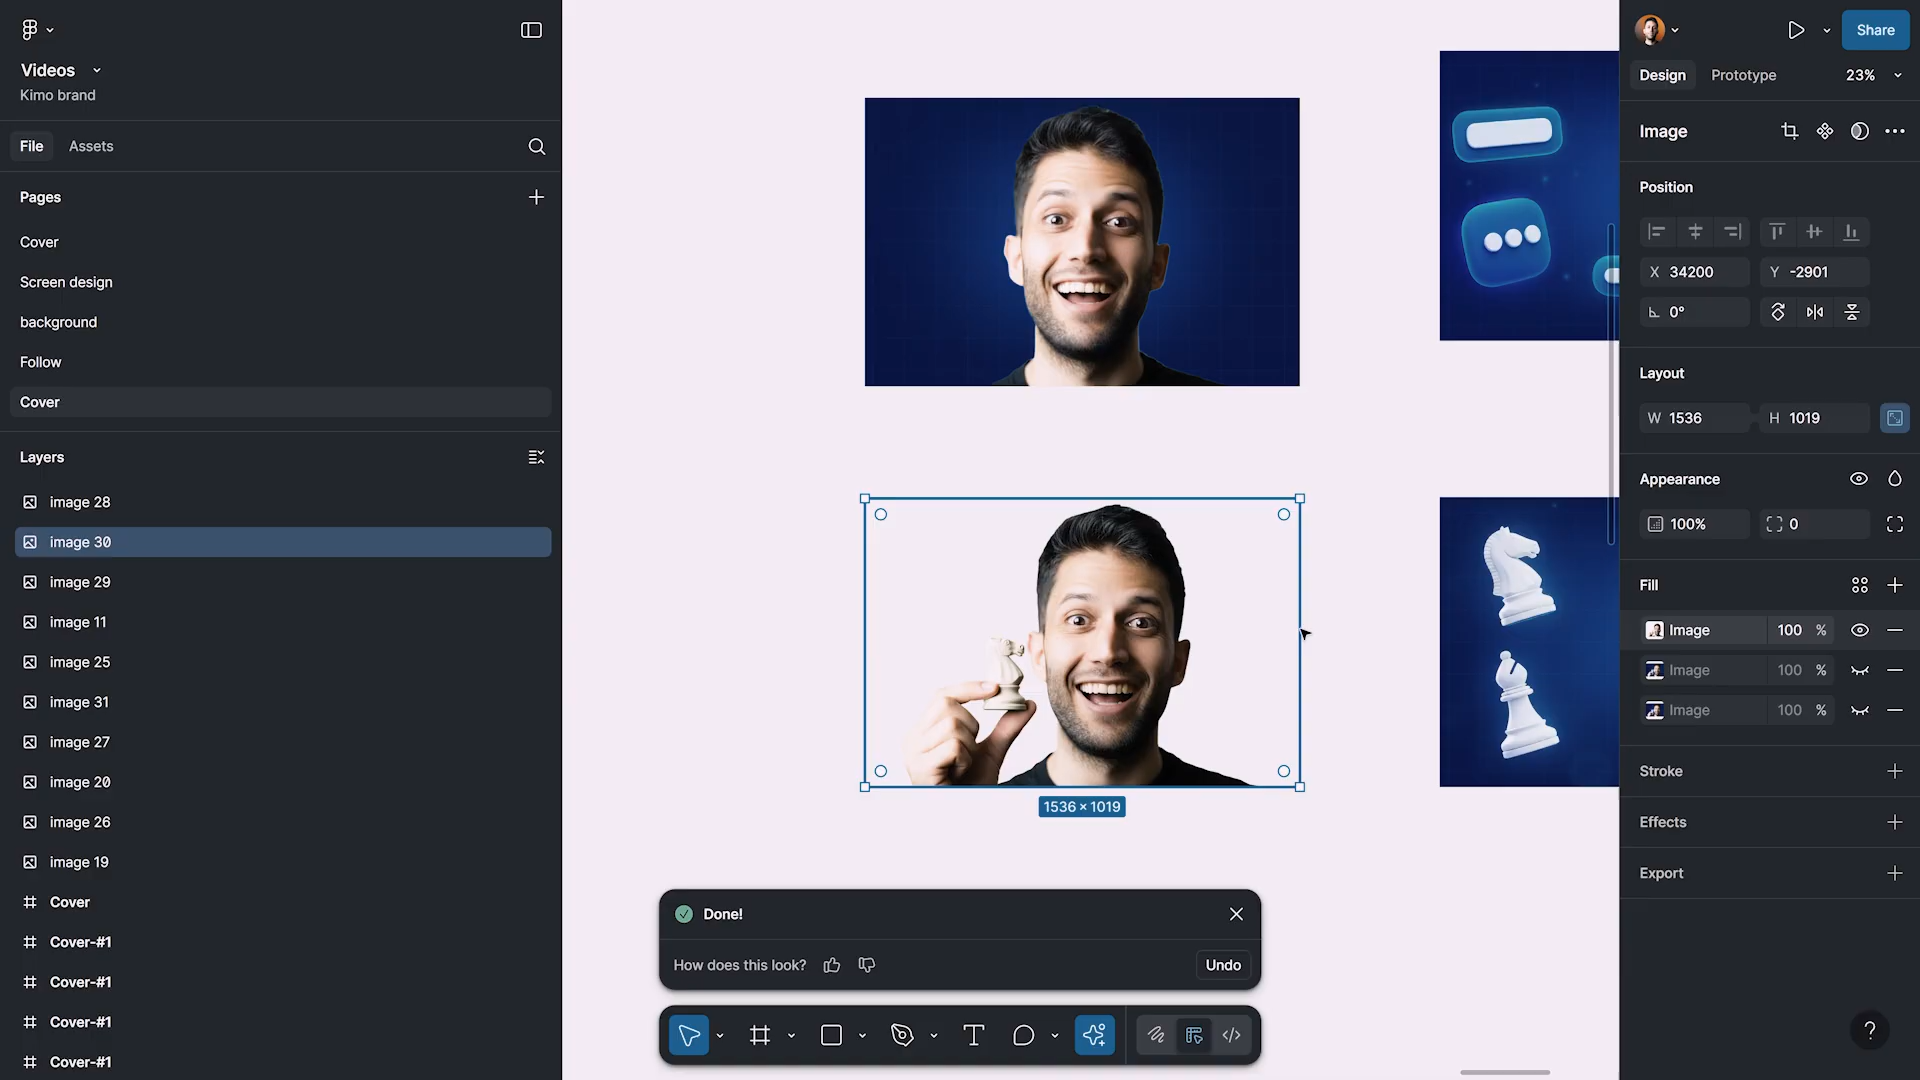 Videos
Kimo brand
File
Assets
Pages
Cover
Screen design
background
Follow
Cover
Layers
image 28
image 30
image 29
image 11
image 25
image 31
image 27
image 20
image 26
image 19
Cover
Cover-#1
Cover-#1
Cover-#1
Cover-#1
1536 × 1019
Done!
How does this look?
Undo
Share
Design
Prototype
23%
Image
Position
X 34200
Y -2901
0°
Layout
W 1536
H 1019
Appearance
100%
0
Fill
Image 100 %
Image 100 %
Image 100 %
Stroke
Effects
Export
?